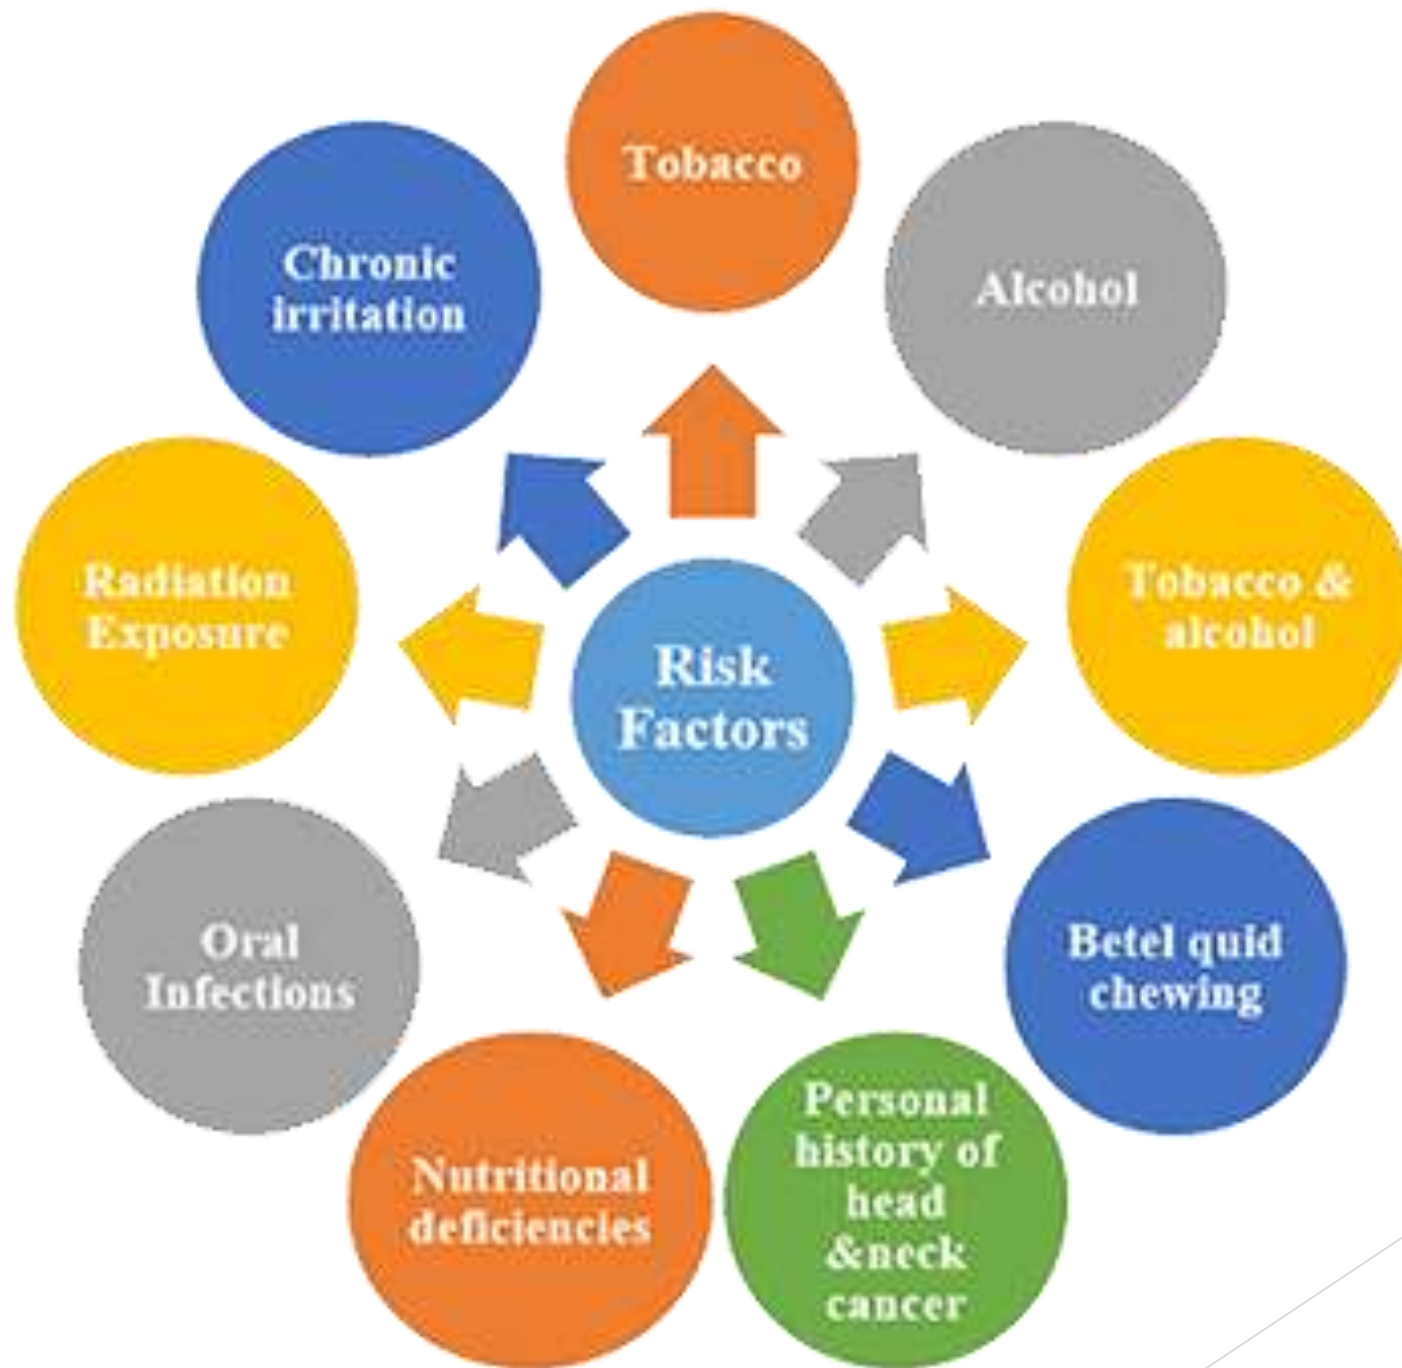 Tobacco
Alcohol
Tobacco &
alcohol
Betel quid
chewing
Personal
history of
head
&neck
cancer
Nutritional
deficiencies
Oral
Infections
Radiation
Exposure
Chronic
irritation
Risk
Factors